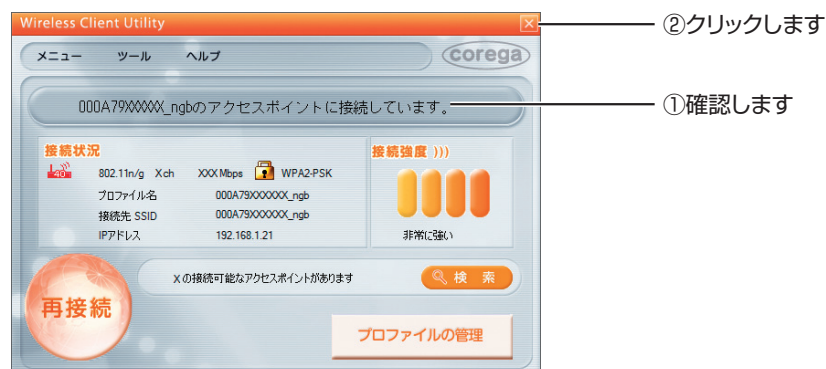 Wireless Client Utility
②クリックします
メニュー ツール ヘルプ corega
000A79XXXXXX_ngbのアクセスポイントに接続しています。
①確認します
接続状況
接続強度 )))
40 802.11n/g Xch XXX Mbps WPA2-PSK
プロファイル名 000A79XXXXXX_ngb
接続先 SSID 000A79XXXXXX_ngb
IPアドレス 192.168.1.21
非常に強い
Xの接続可能なアクセスポイントがあります
検 索
再接続
プロファイルの管理